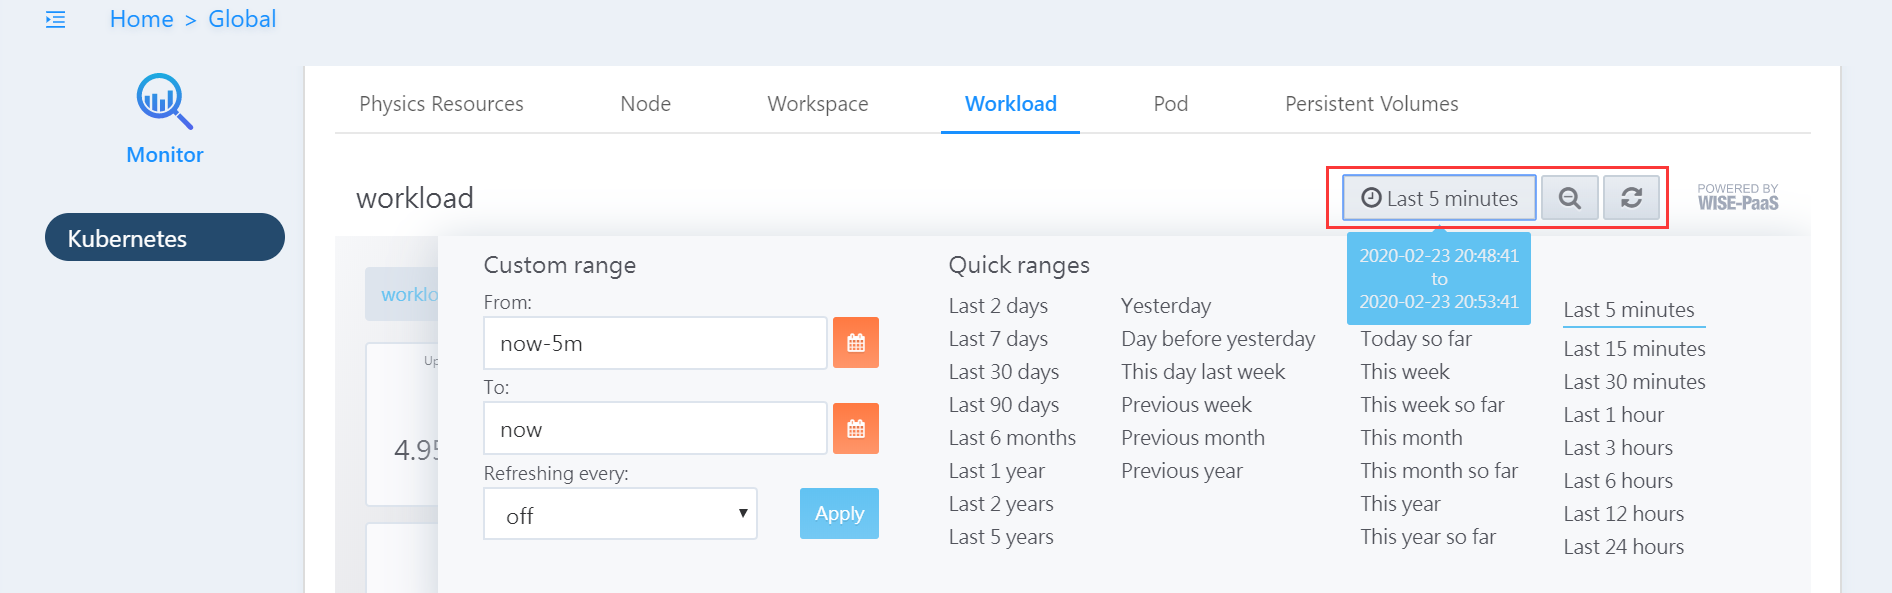 Home > Global
Monitor
Kubernetes
Physics Resources
Node
Workspace
Workload
Pod
Persistent Volumes
workload
Last 5 minutes
POWERED BY
WISE-PaaS
2020-02-23 20:48:41
to
2020-02-23 20:53:41
worklo
Up
4.95
Custom range
From:
now-5m
To:
now
Refreshing every:
off
Apply
Quick ranges
Last 2 days
Last 7 days
Last 30 days
Last 90 days
Last 6 months
Last 1 year
Last 2 years
Last 5 years
Yesterday
Day before yesterday
This day last week
Previous week
Previous month
Previous year
Today so far
This week
This week so far
This month
This month so far
This year
This year so far
Last 5 minutes
Last 15 minutes
Last 30 minutes
Last 1 hour
Last 3 hours
Last 6 hours
Last 12 hours
Last 24 hours